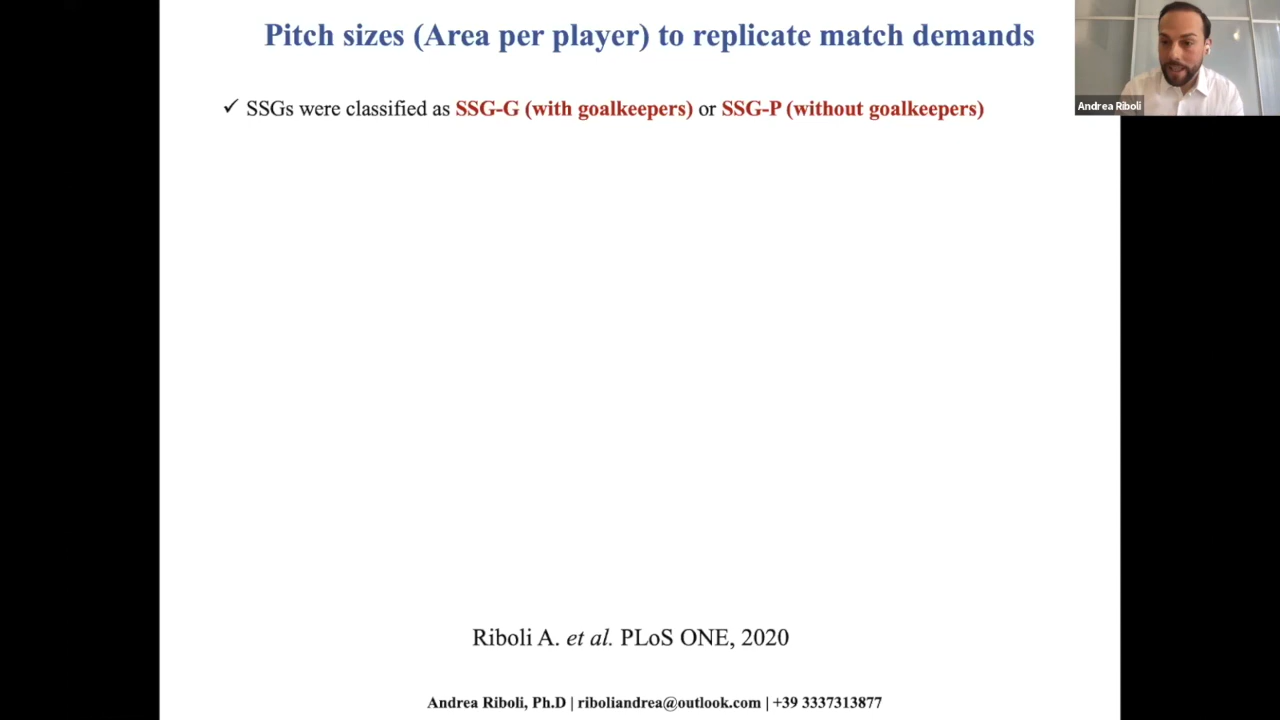 Pitch sizes (Area per player) to replicate match demands
Andrea Riboli
✓ SSGs were classified as SSG-G (with goalkeepers) or SSG-P (without goalkeepers)
Riboli A. et al. PLoS ONE, 2020
Andrea Riboli, Ph.D | riboliandrea@outlook.com | +39 3337313877